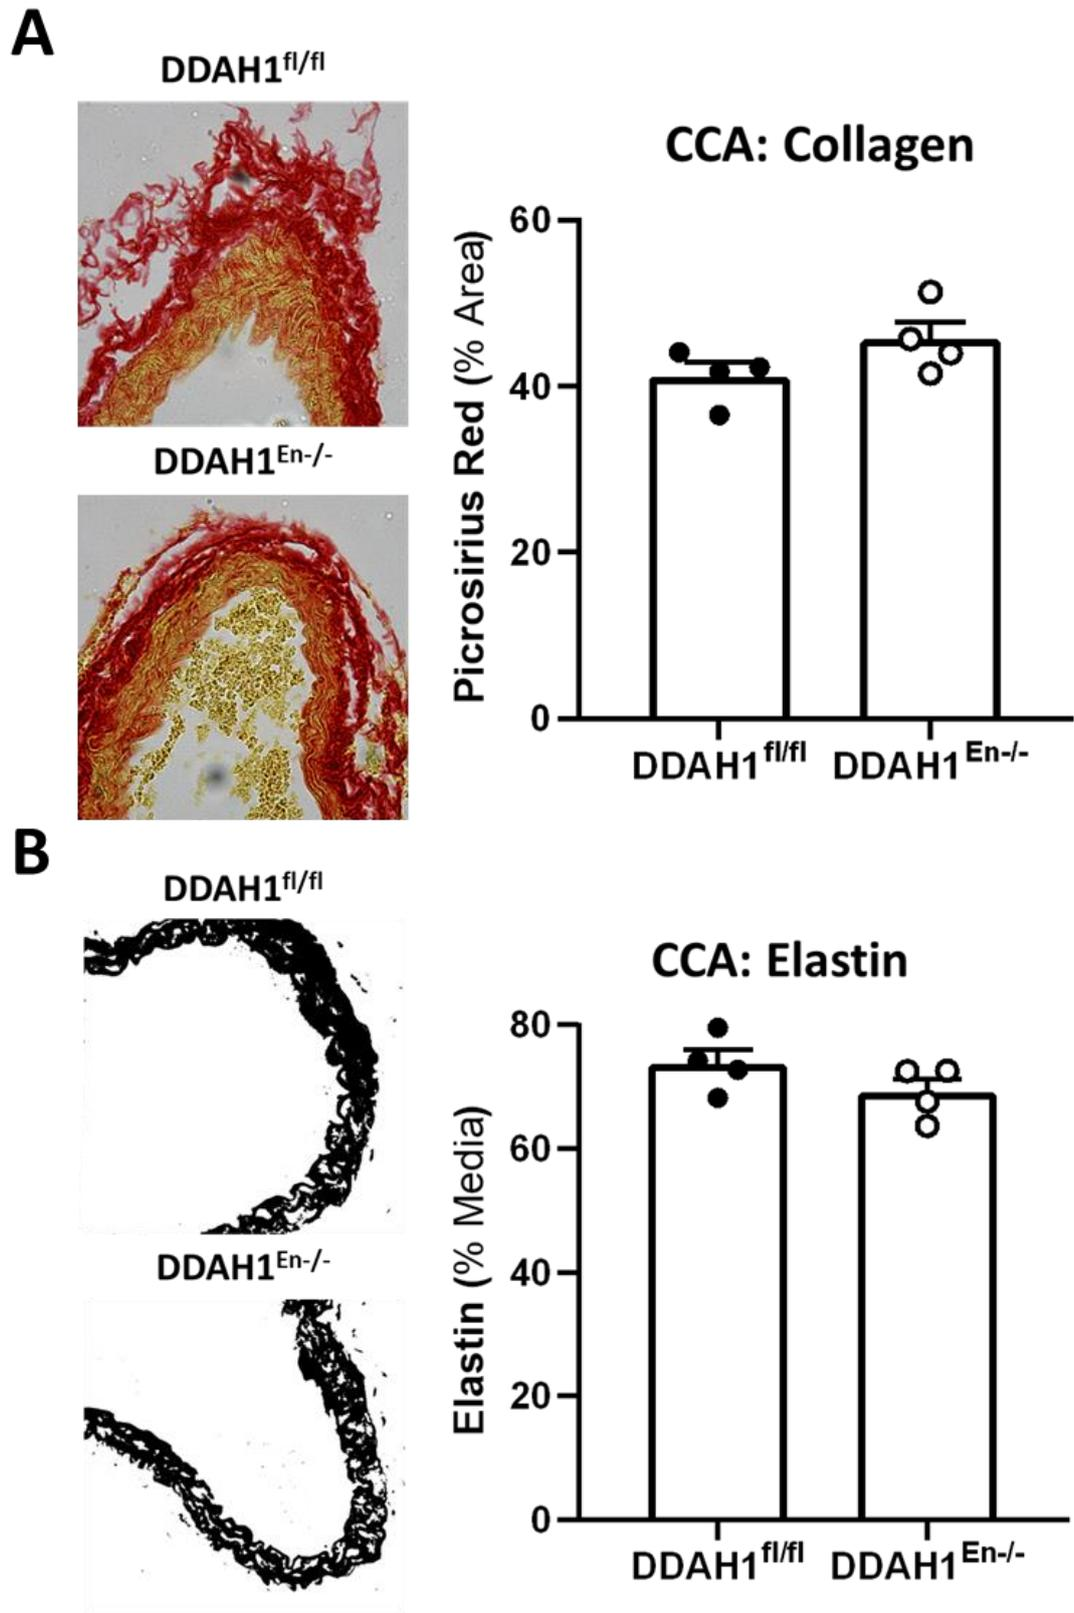 A
DDAH1fl/fl
DDAH1En-/-
CCA: Collagen
Picrosirius Red (% Area)
60
40
20
0
DDAH1fl/fl DDAH1En-/-
B
DDAH1fl/fl
DDAH1En-/-
CCA: Elastin
Elastin (% Media)
80
60
40
20
0
DDAH1fl/fl DDAH1En-/-